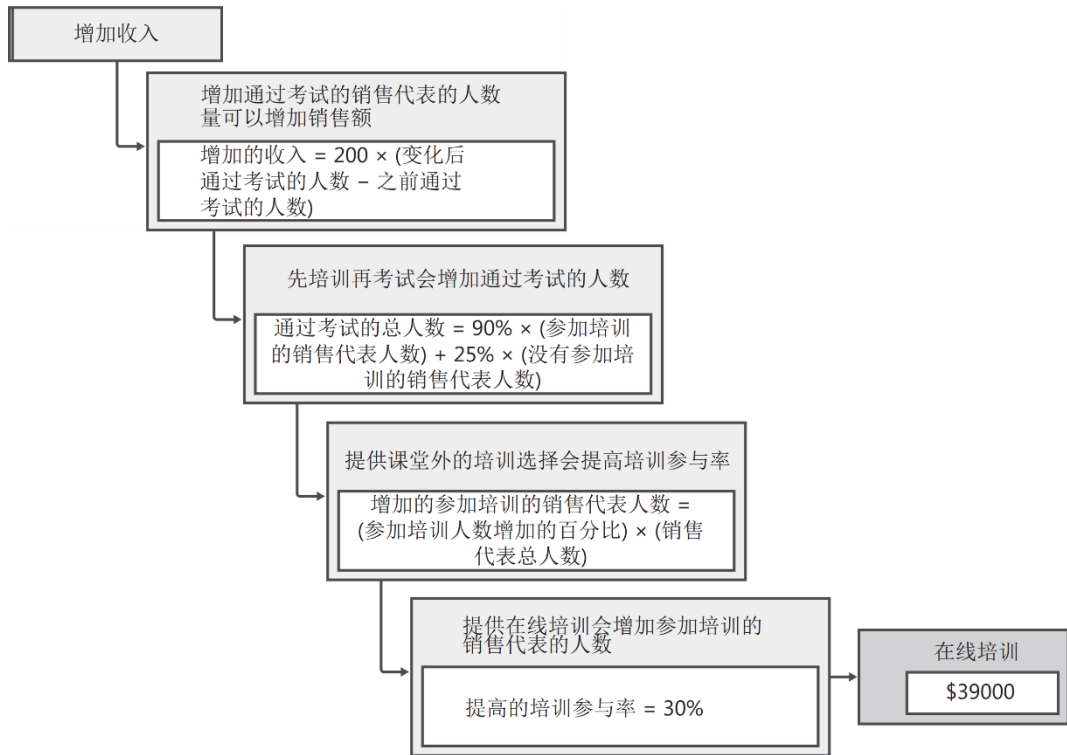 增加收入
增加通过考试的销售代表的人数
量可以增加销售额
增加的收入 = 200 × (变化后
通过考试的人数 – 之前通过
考试的人数)
先培训再考试会增加通过考试的人数
通过考试的总人数 = 90% × (参加培训
的销售代表人数) + 25% × (没有参加培
训的销售代表人数)
提供课堂外的培训选择会提高培训参与率
增加的参加培训的销售代表人数 =
(参加培训人数增加的百分比) × (销售
代表总人数)
提供在线培训会增加参加培训的
销售代表的人数
提高的培训参与率 = 30%
在线培训
$39000